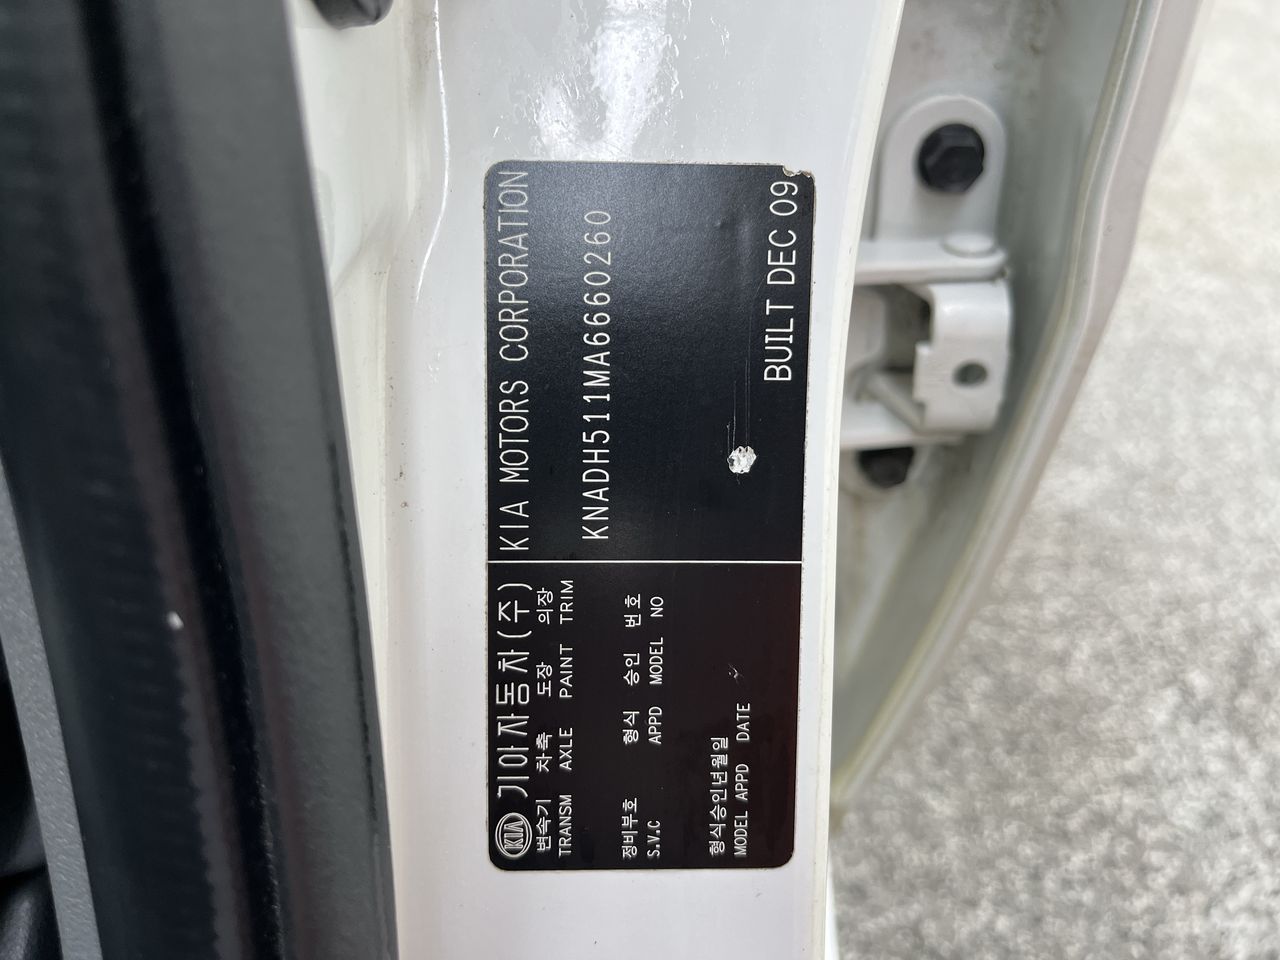 KIA 기아자동차(주) KIA MOTORS CORPORATION
변속기 차축 도장 의장
TRANSM AXLE PAINT TRIM
KNADH511MA6660260
정비부호 형식 승인 번호
S.V.C APPD MODEL NO
형식승인년월일
MODEL APPD DATE
BUILT DEC 09